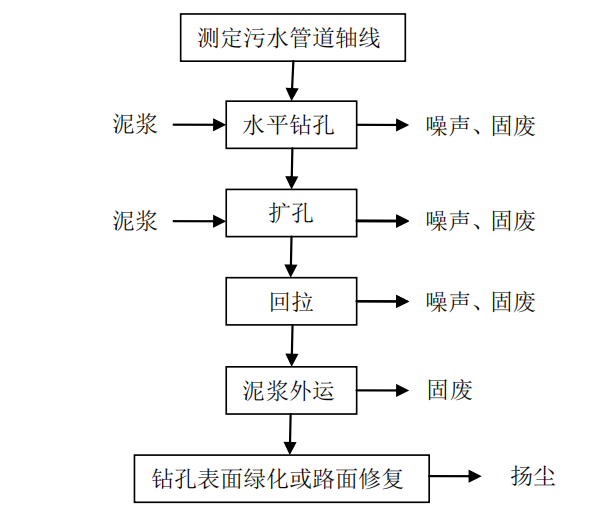 测定污水管道轴线
泥浆 水平钻孔 噪声、固废
泥浆 扩孔 噪声、固废
回拉 噪声、固废
泥浆外运 固废
钻孔表面绿化或路面修复 扬尘